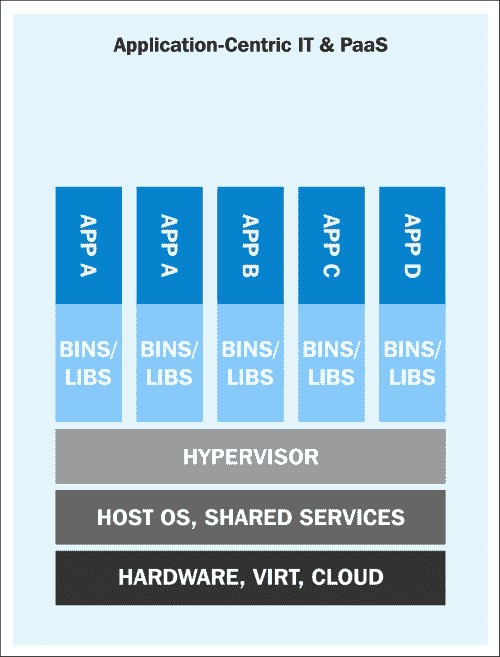 Application-Centric IT & PaaS
APP A
APP A
APP B
APP C
APP D
BINS/
LIBS
BINS/
LIBS
BINS/
LIBS
BINS/
LIBS
BINS/
LIBS
HYPERVISOR
HOST OS, SHARED SERVICES
HARDWARE, VIRT, CLOUD